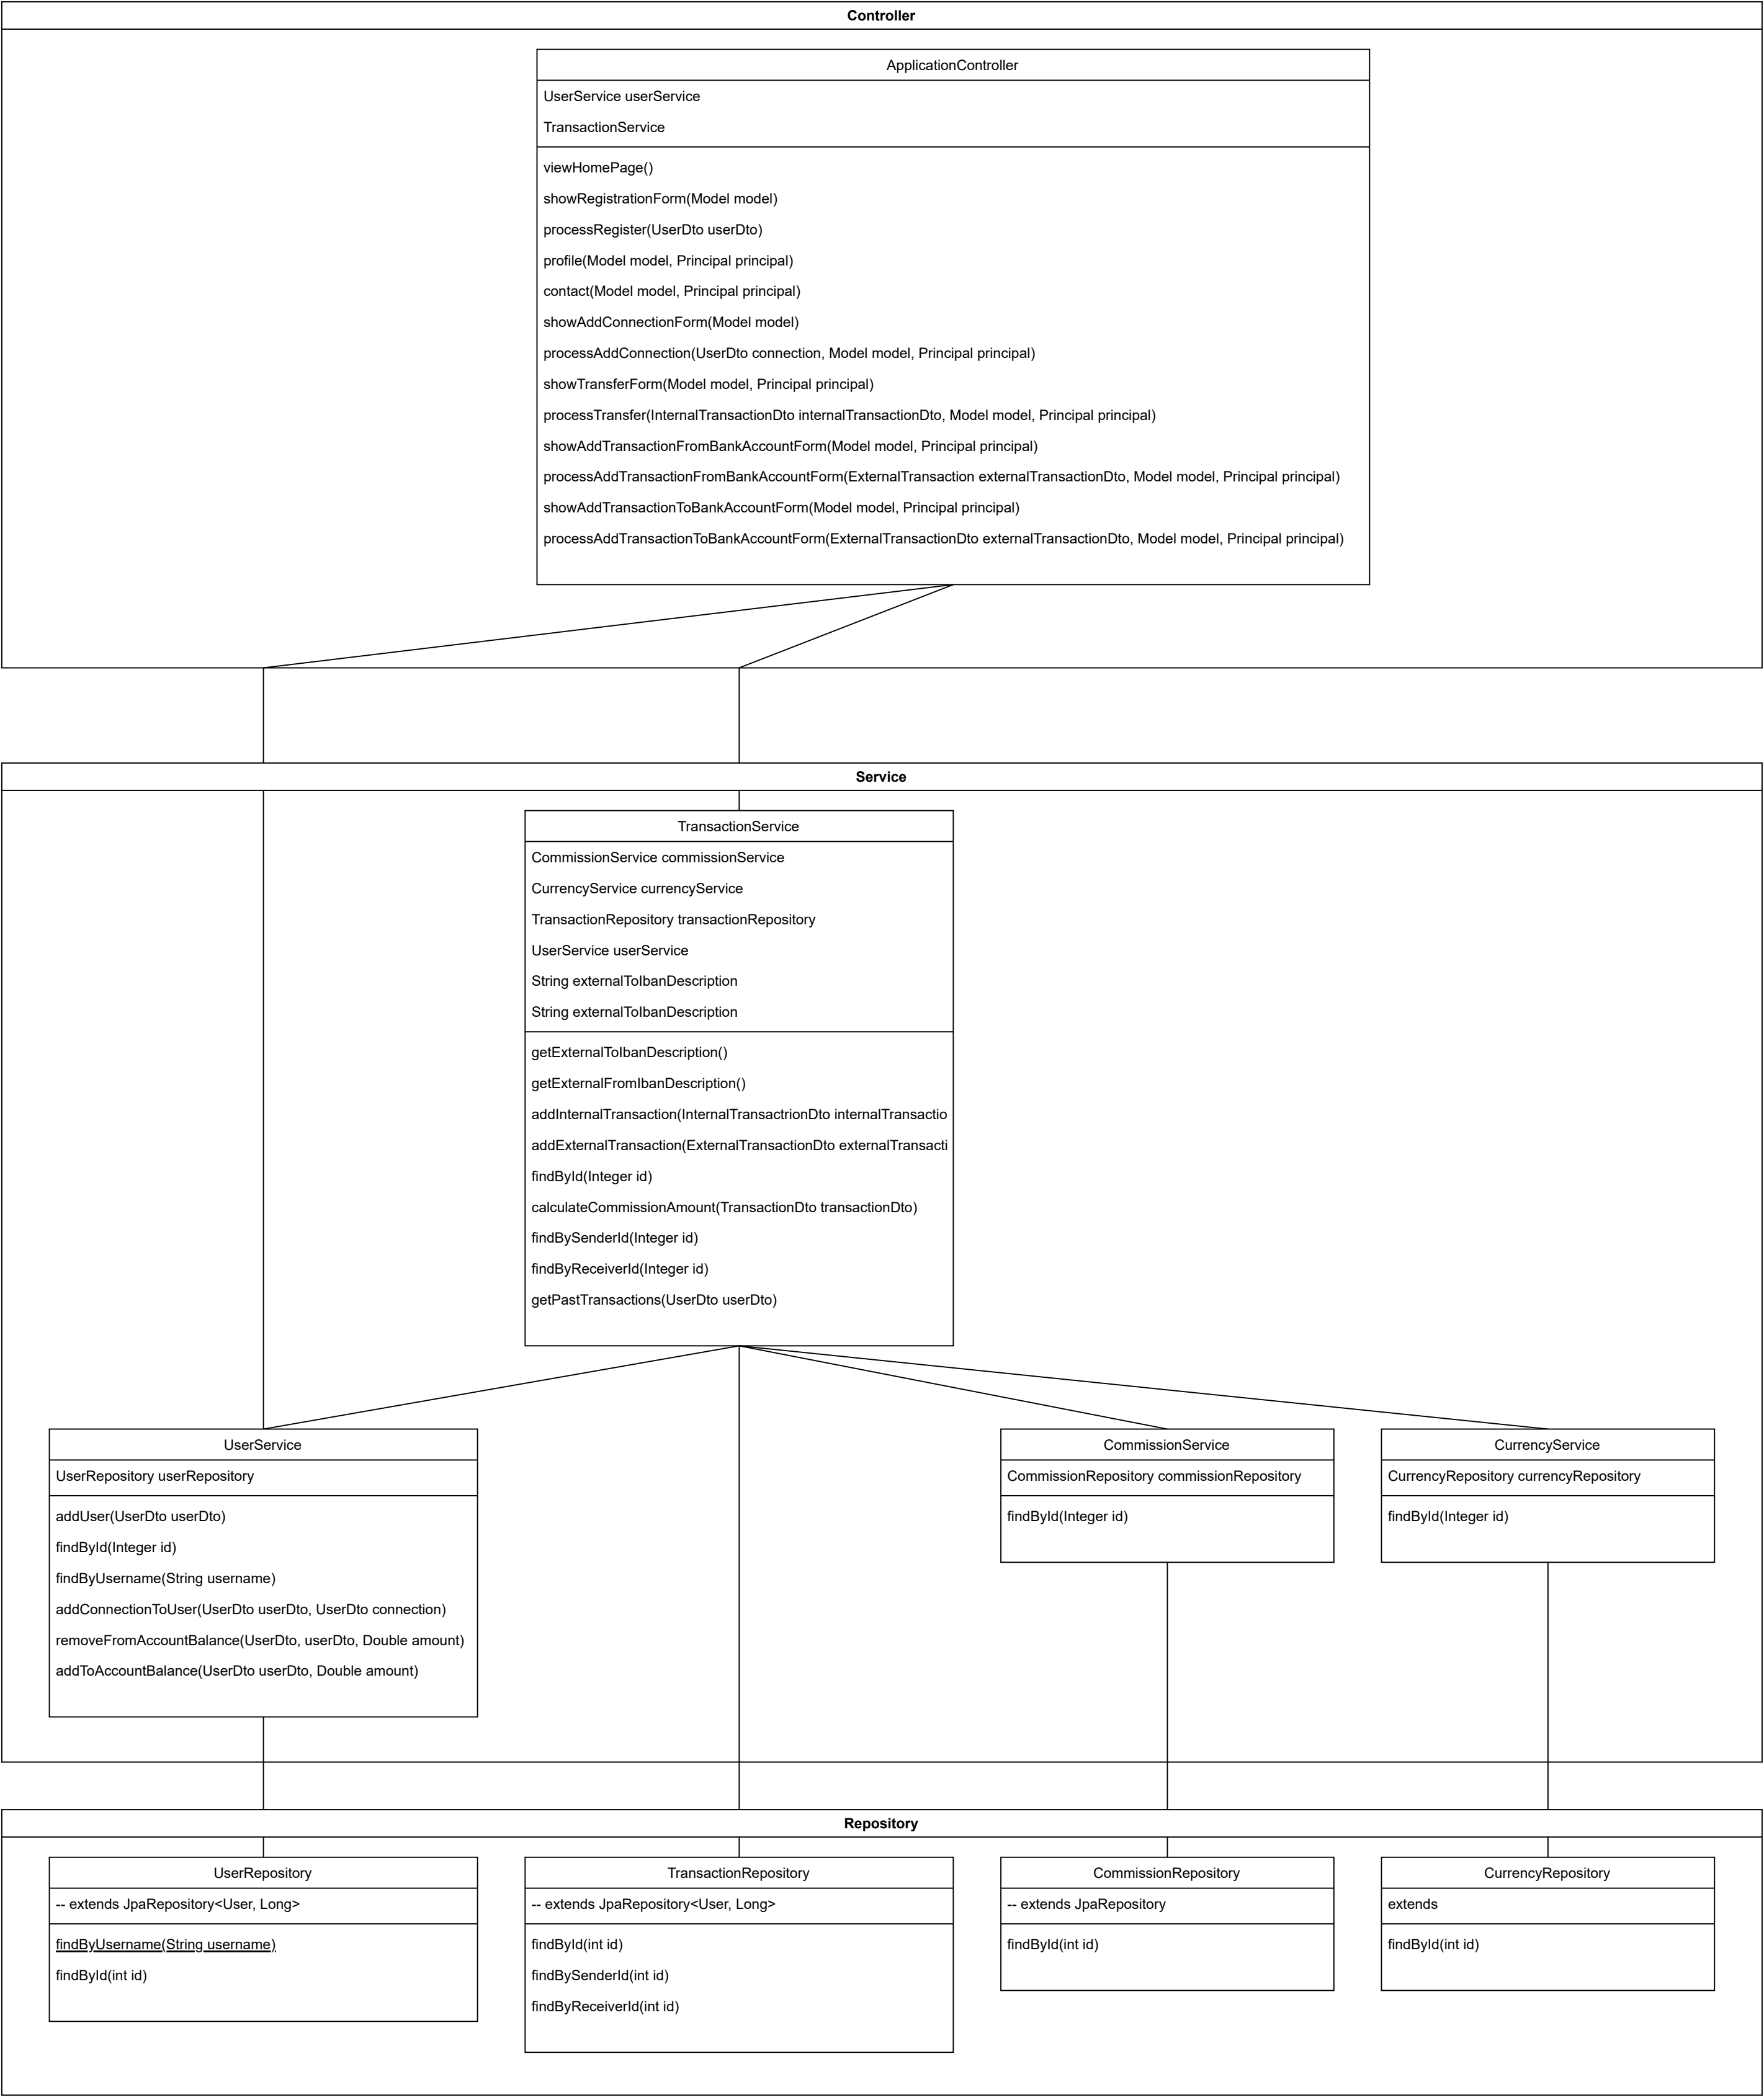 Controller
ApplicationController
UserService userService
TransactionService
viewHomePage()
showRegistrationForm(Model model)
processRegister(UserDto userDto)
profile(Model model, Principal principal)
contact(Model model, Principal principal)
showAddConnectionForm(Model model)
processAddConnection(UserDto connection, Model model, Principal principal)
showTransferForm(Model model, Principal principal)
processTransfer(InternalTransactionDto internalTransactionDto, Model model, Principal principal)
showAddTransactionFromBankAccountForm(Model model, Principal principal)
processAddTransactionFromBankAccountForm(ExternalTransaction externalTransactionDto, Model model, Principal principal)
showAddTransactionToBankAccountForm(Model model, Principal principal)
processAddTransactionToBankAccountForm(ExternalTransactionDto externalTransactionDto, Model model, Principal principal)
Service
TransactionService
CommissionService commissionService
CurrencyService currencyService
TransactionRepository transactionRepository
UserService userService
String externalToIbanDescription
String externalToIbanDescription
getExternalToIbanDescription()
getExternalFromIbanDescription()
addInternalTransaction(InternalTransactrionDto internalTransactio
addExternalTransaction(ExternalTransactionDto externalTransacti
findById(Integer id)
calculateCommissionAmount(TransactionDto transactionDto)
findBySenderId(Integer id)
findByReceiverId(Integer id)
getPastTransactions(UserDto userDto)
UserService
UserRepository userRepository
addUser(UserDto userDto)
findById(Integer id)
findByUsername(String username)
addConnectionToUser(UserDto userDto, UserDto connection)
removeFromAccountBalance(UserDto, userDto, Double amount)
addToAccountBalance(UserDto userDto, Double amount)
CommissionService
CommissionRepository commissionRepository
findById(Integer id)
CurrencyService
CurrencyRepository currencyRepository
findById(Integer id)
Repository
UserRepository
-- extends JpaRepository<User, Long>
findByUsername(String username)
findById(int id)
TransactionRepository
-- extends JpaRepository<User, Long>
findById(int id)
findBySenderId(int id)
findByReceiverId(int id)
CommissionRepository
-- extends JpaRepository
findById(int id)
CurrencyRepository
extends
findById(int id)